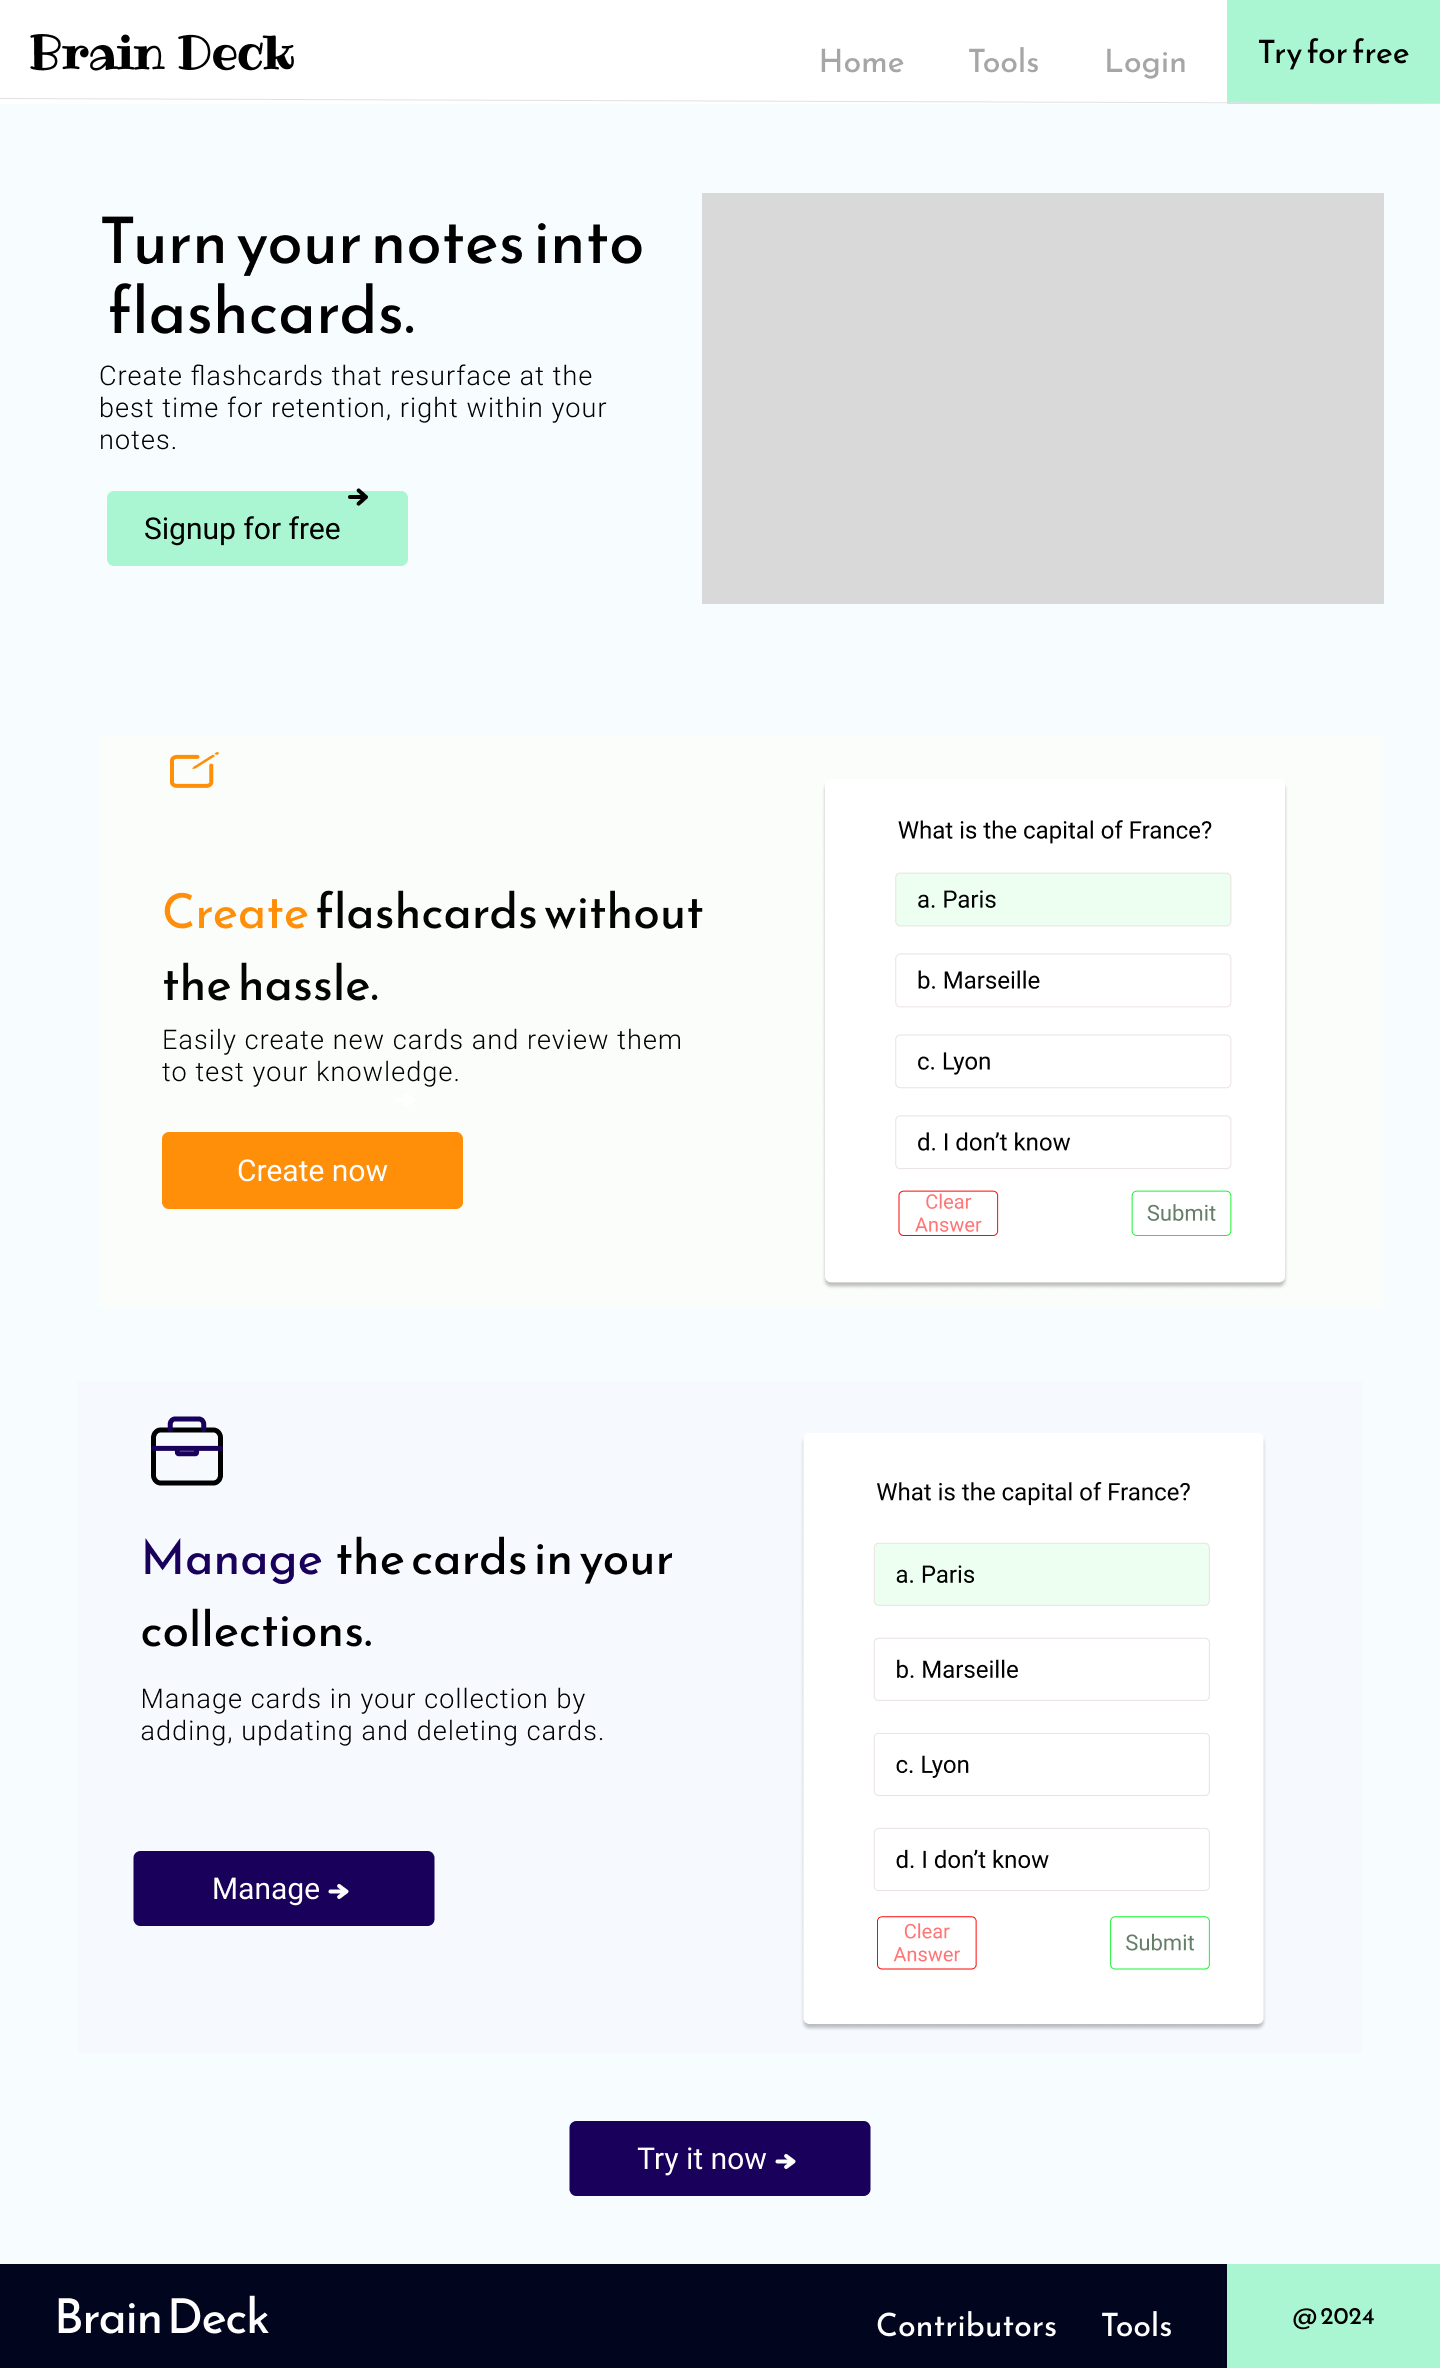 Brain Deck
Home Tools Login Try for free
Turn your notes into
flashcards.
Create flashcards that resurface at the
best time for retention, right within your
notes.
Signup for free
Create flashcards without
the hassle.
Easily create new cards and review them
to test your knowledge.
Create now
What is the capital of France?
a. Paris
b. Marseille
c. Lyon
d. I don’t know
Clear
Answer
Submit
Manage the cards in your
collections.
Manage cards in your collection by
adding, updating and deleting cards.
Manage
What is the capital of France?
a. Paris
b. Marseille
c. Lyon
d. I don’t know
Clear
Answer
Submit
Try it now
Brain Deck
Contributors Tools
@2024